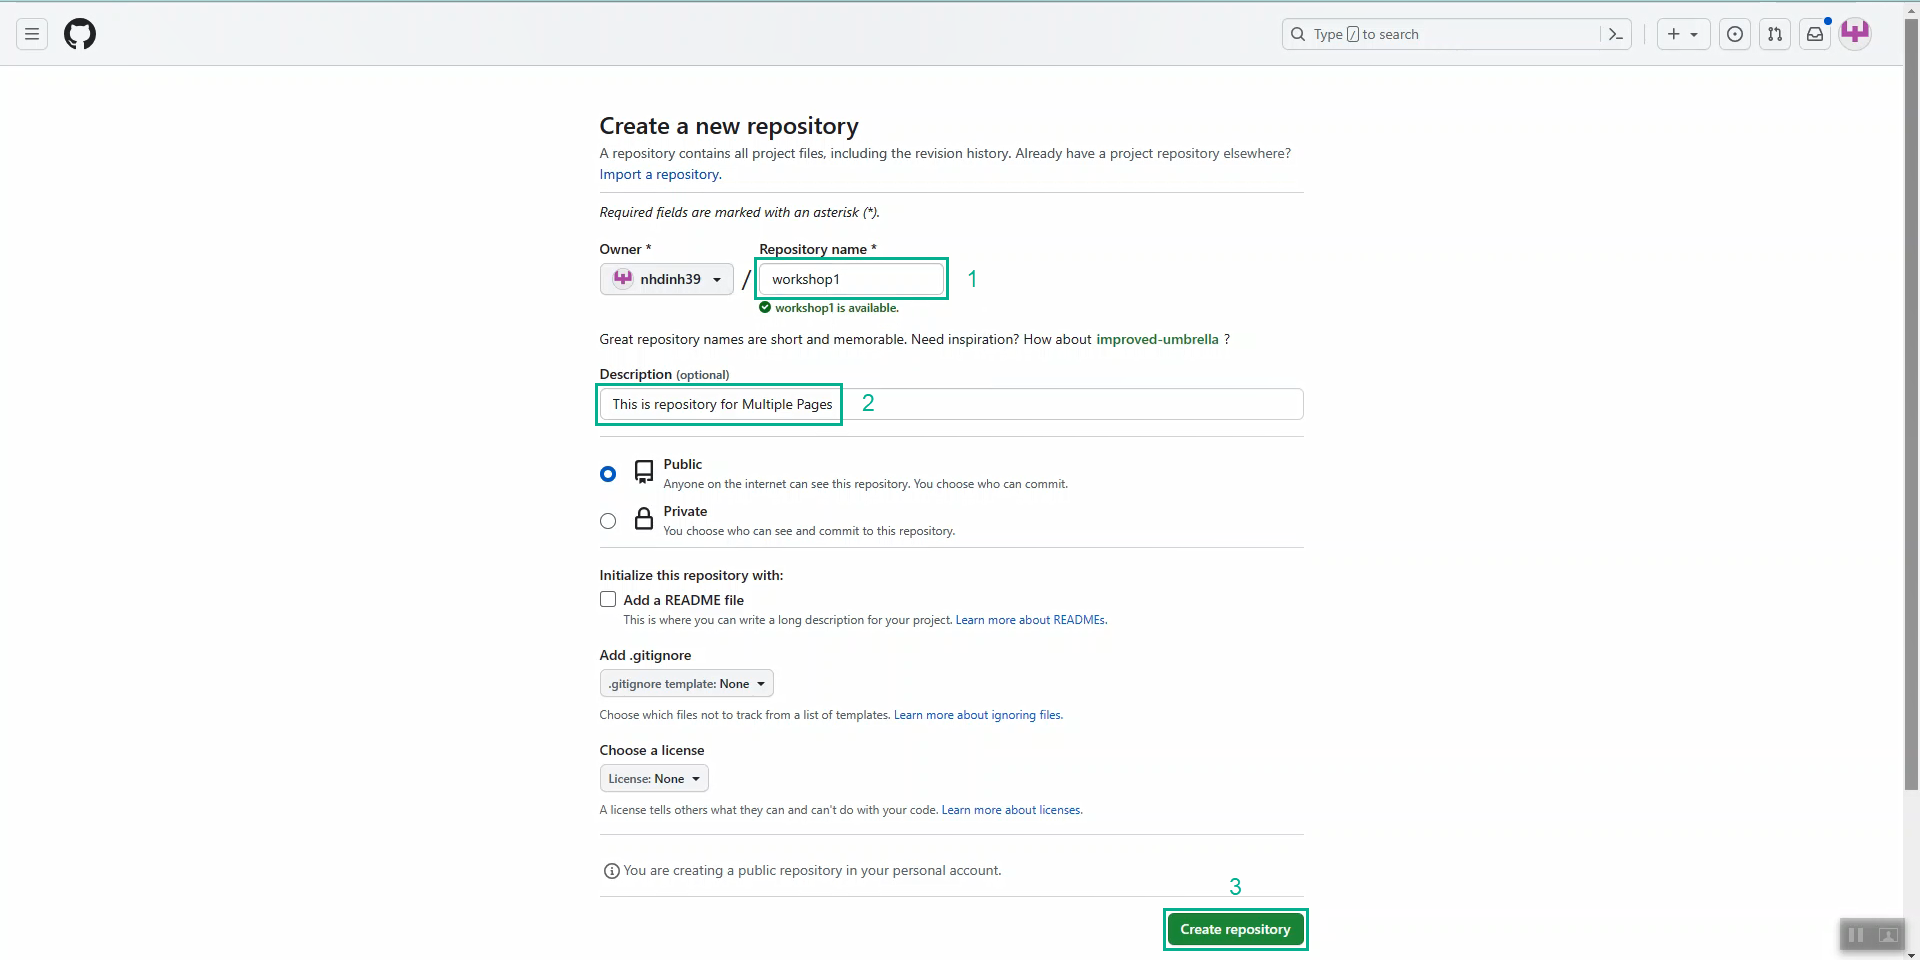 Type / to search
Create a new repository
A repository contains all project files, including the revision history. Already have a project repository elsewhere?
Import a repository.
Required fields are marked with an asterisk (*).
Owner *
Repository name *
nhdinh39
/
workshop1
1
workshop1 is available.
Great repository names are short and memorable. Need inspiration? How about improved-umbrella ?
Description (optional)
This is repository for Multiple Pages
2
Public
Anyone on the internet can see this repository. You choose who can commit.
Private
You choose who can see and commit to this repository.
Initialize this repository with:
Add a README file
This is where you can write a long description for your project. Learn more about READMEs.
Add .gitignore
.gitignore template: None
Choose which files not to track from a list of templates. Learn more about ignoring files.
Choose a license
License: None
A license tells others what they can and can't do with your code. Learn more about licenses.
You are creating a public repository in your personal account.
3
Create repository